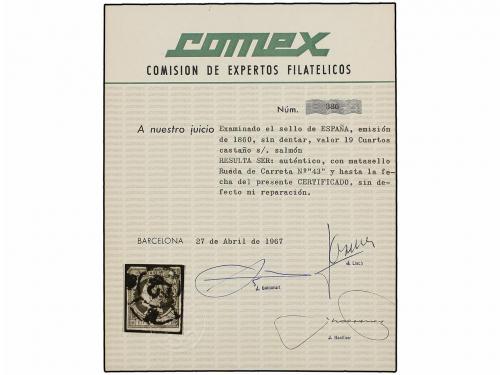 comex
COMISION DE EXPERTOS FILATELICOS
Núm. 386
A nuestro juicio Examinado el sello de ESPAÑA, emisión
de 1860, sin dentar, valor 19 Cuartos
castaño s/. salmón
RESULTA SER: auténtico, con matasello
Rueda de Carreta Nº"43" y hasta la fe-
cha del presente CERTIFICADO, sin de-
fecto mi reparación.
BARCELONA 27 de Abril de 1967